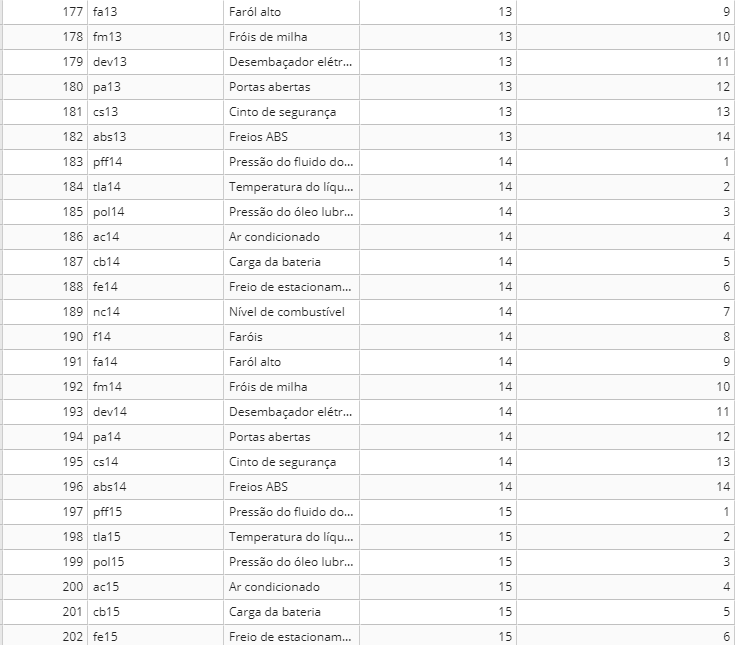 177 fa13 Faról alto 13 9
178 fm13 Fróis de milha 13 10
179 dev13 Desembaçador elétr... 13 11
180 pa13 Portas abertas 13 12
181 cs13 Cinto de segurança 13 13
182 abs13 Freios ABS 13 14
183 pff14 Pressão do fluido do... 14 1
184 tla14 Temperatura do líqu... 14 2
185 pol14 Pressão do óleo lubr... 14 3
186 ac14 Ar condicionado 14 4
187 cb14 Carga da bateria 14 5
188 fe14 Freio de estacionam... 14 6
189 nc14 Nível de combustível 14 7
190 f14 Faróis 14 8
191 fa14 Faról alto 14 9
192 fm14 Fróis de milha 14 10
193 dev14 Desembaçador elétr... 14 11
194 pa14 Portas abertas 14 12
195 cs14 Cinto de segurança 14 13
196 abs14 Freios ABS 14 14
197 pff15 Pressão do fluido do... 15 1
198 tla15 Temperatura do líqu... 15 2
199 pol15 Pressão do óleo lubr... 15 3
200 ac15 Ar condicionado 15 4
201 cb15 Carga da bateria 15 5
202 fe15 Freio de estacionam... 15 6